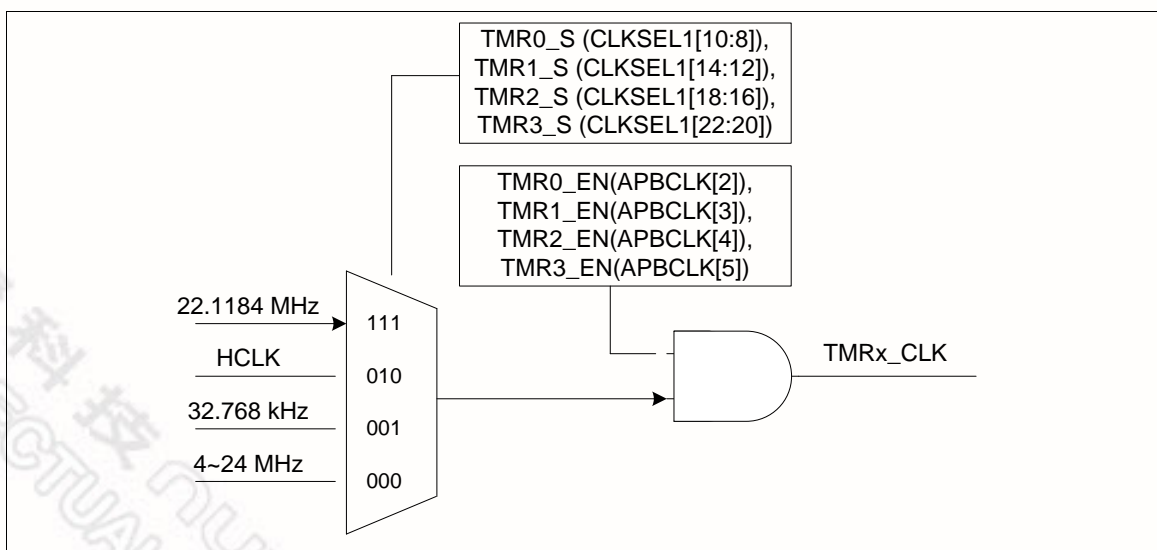 TMR0_S (CLKSEL1[10:8]),
TMR1_S (CLKSEL1[14:12]),
TMR2_S (CLKSEL1[18:16]),
TMR3_S (CLKSEL1[22:20])
TMR0_EN(APBCLK[2]),
TMR1_EN(APBCLK[3]),
TMR2_EN(APBCLK[4]),
TMR3_EN(APBCLK[5])
22.1184 MHz
111
HCLK
010
32.768 kHz
001
4~24 MHz
000
TMRx_CLK
科技